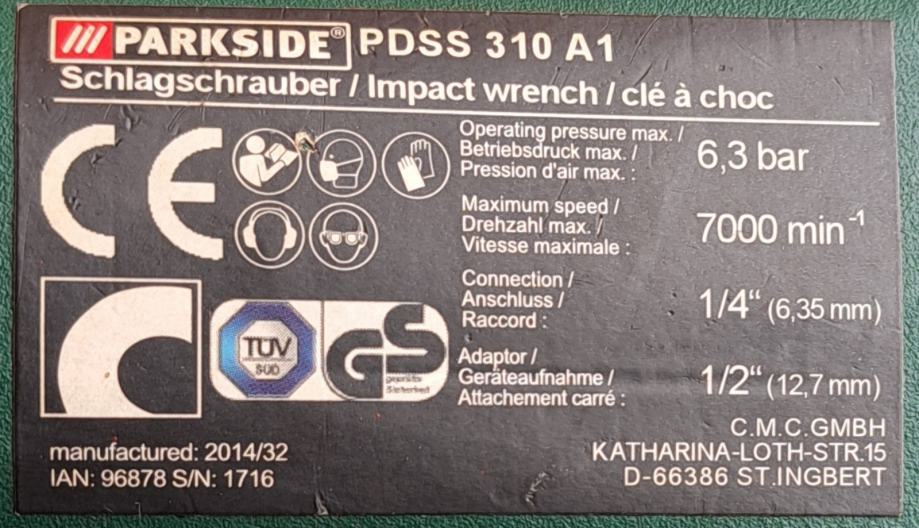 PARKSIDE® PDSS 310 A1
Schlagschrauber / Impact wrench / clé à choc
CE
Operating pressure max. /
Betriebsdruck max. /
Pression d'air max. :
6,3 bar
Maximum speed /
Drehzahl max. /
Vitesse maximale :
7000 min⁻¹
Connection /
Anschluss /
Raccord :
1/4“ (6,35 mm)
Adaptor /
Geräteaufnahme /
Attachement carré :
1/2“ (12,7 mm)
TÜV
SÜD
GS
geprüfte
Sicherheit
manufactured: 2014/32
IAN: 96878 S/N: 1716
C.M.C.GMBH
KATHARINA-LOTH-STR.15
D-66386 ST.INGBERT